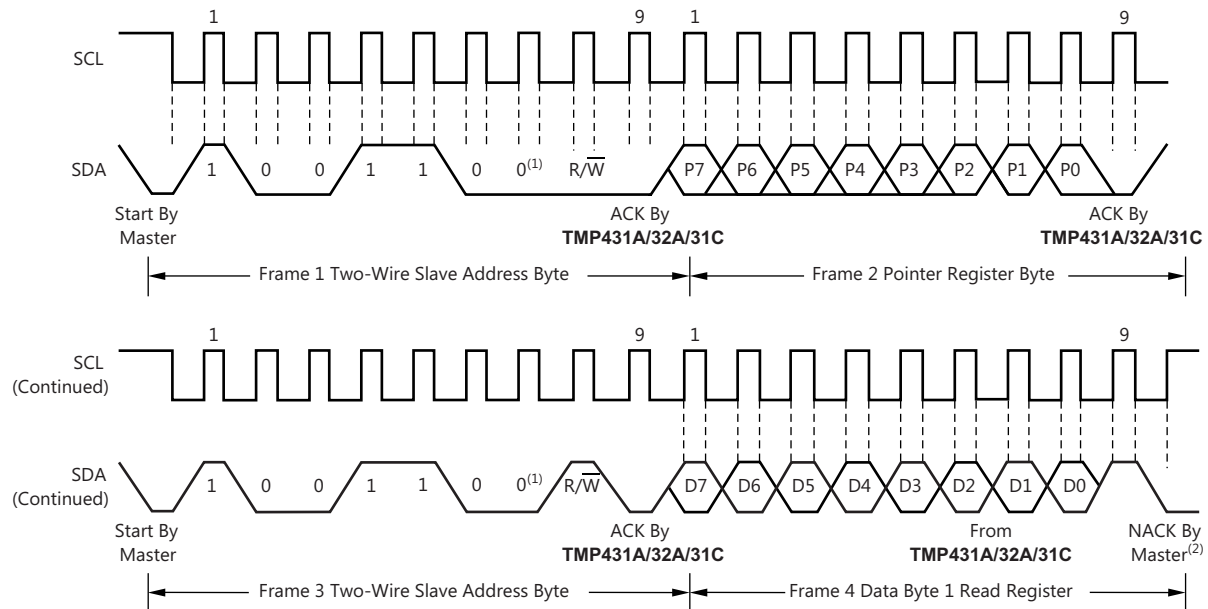 1 9 1 9
SCL
SDA 1 0 0 1 1 0 0(1) R/W̅ P7 P6 P5 P4 P3 P2 P1 P0
Start By ACK By ACK By
Master TMP431A/32A/31C TMP431A/32A/31C
Frame 1 Two-Wire Slave Address Byte Frame 2 Pointer Register Byte
1 9 1 9
SCL
(Continued)
SDA
(Continued) 1 0 0 1 1 0 0(1) R/W̅ D7 D6 D5 D4 D3 D2 D1 D0
Start By ACK By From NACK By
Master TMP431A/32A/31C TMP431A/32A/31C Master(2)
Frame 3 Two-Wire Slave Address Byte Frame 4 Data Byte 1 Read Register